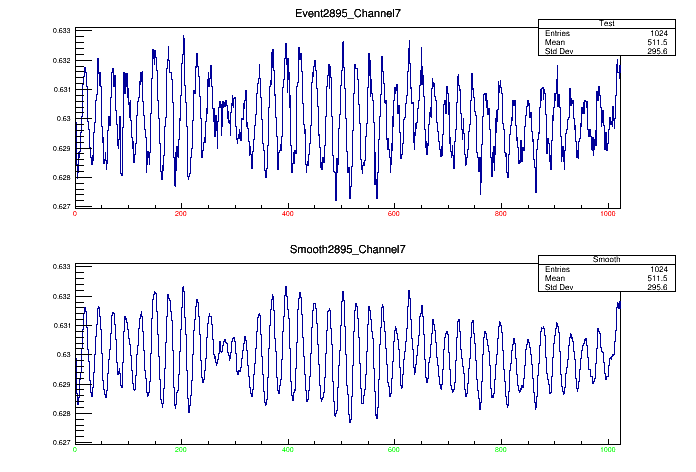 Event2895_Channel7
Test
Entries 1024
Mean 511.5
Std Dev 295.6
0.633
0.632
0.631
0.63
0.629
0.628
0.627
0 200 400 600 800 1000
Smooth2895_Channel7
Smooth
Entries 1024
Mean 511.5
Std Dev 295.6
0.633
0.632
0.631
0.63
0.629
0.628
0.627
0 200 400 600 800 1000